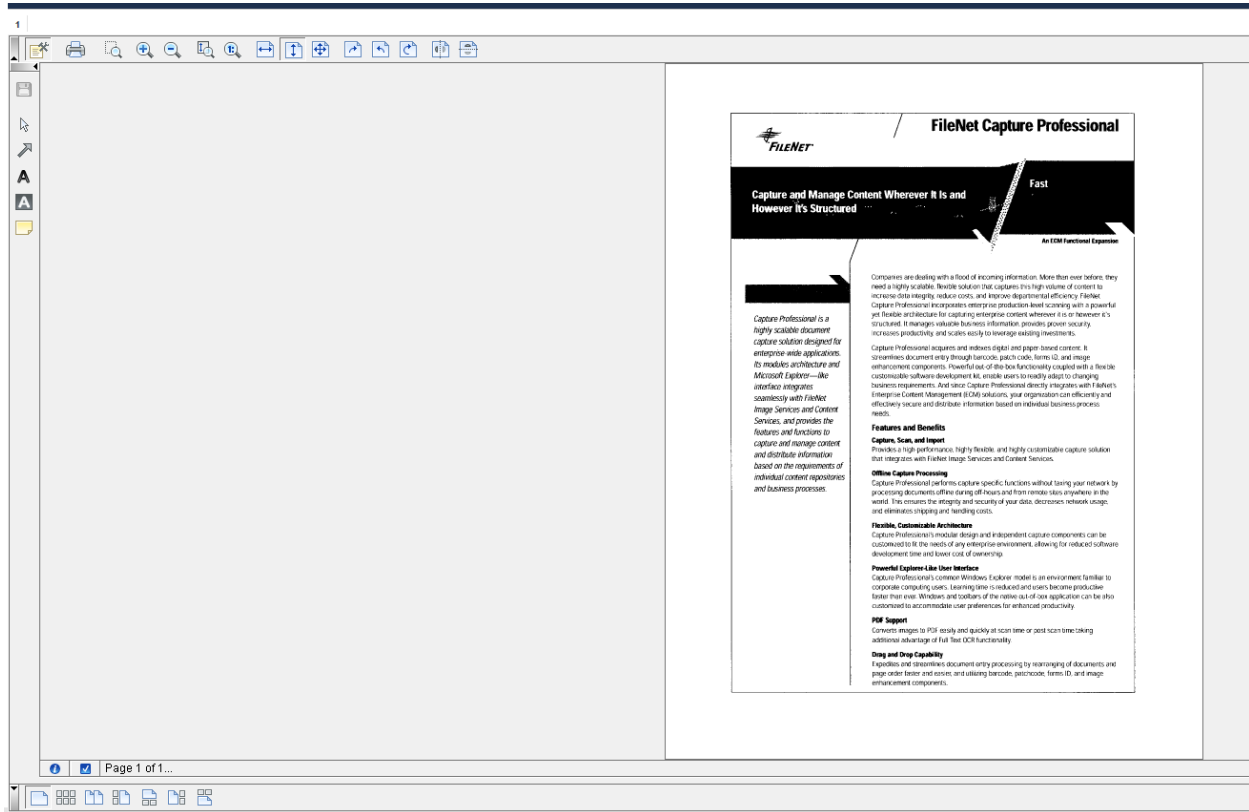 1
FileNet Capture Professional
FILENET
Capture and Manage Content Wherever It Is and
However It's Structured
Fast
An ECM Functional Expansion
Capture Professional is a
highly scalable document
capture solution designed for
enterprise-wide applications.
Its modules architecture and
Microsoft Explorer—like
interface integrates
seamlessly with FileNet
Image Services and Content
Services, and provides the
features and functions to
capture and manage content
and distribute information
based on the requirements of
individual content repositories
and business processes.
Companies are dealing with a flood of incoming information. More than ever before, they
need a highly scalable, flexible solution that captures this high volume of content to
increase data integrity, reduce costs, and improve departmental efficiency. FileNet
Capture Professional incorporates enterprise production-level scanning with a powerful
yet flexible architecture for capturing enterprise content wherever it is or however it's
structured. It manages valuable business information, provides proven security,
increases productivity, and scales easily to leverage existing investments.
Capture Professional acquires and indexes digital and paper-based content. It
streamlines document entry through barcode, patch code, forms I.D, and image
enhancement components. Powerful out-of-the-box functionality coupled with a flexible
customizable software development kit, enable users to readily adapt to changing
business requirements. And since Capture Professional directly integrates with FileNet's
Enterprise Content Management (ECM) solutions, your organization can efficiently and
effectively secure and distribute information based on individual business process
needs.
Features and Benefits
Capture, Scan, and Import
Provides a high performance, highly flexible, and highly customizable capture solution
that integrates with FileNet Image Services and Content Services.
Offline Capture Processing
Capture Professional performs capture specific functions without taxing your network by
processing documents offline during off-hours and from remote sites anywhere in the
world. This ensures the integrity and security of your data, decreases network usage,
and eliminates shipping and handling costs.
Flexible, Customizable Architecture
Capture Professional's modular design and independent capture components can be
customized to fit the needs of any enterprise environment, allowing for reduced software
development time and lower cost of ownership.
Powerful Explorer-Like User Interface
Capture Professional's common Windows Explorer model is an environment familiar to
corporate computing users. Learning time is reduced and users become productive
faster than ever. Windows and toolbars of the native out-of-box application can be also
customized to accommodate user preferences for enhanced productivity.
PDF Support
Converts images to PDF easily and quickly at scan time or post scan time taking
additional advantage of Full Text OCR functionality.
Drag and Drop Capability
Expedites and streamlines document entry processing by rearranging of documents and
page order faster and easier, and utilizing barcode, patchcode, forms ID, and image
enhancement components.
Page 1 of 1...